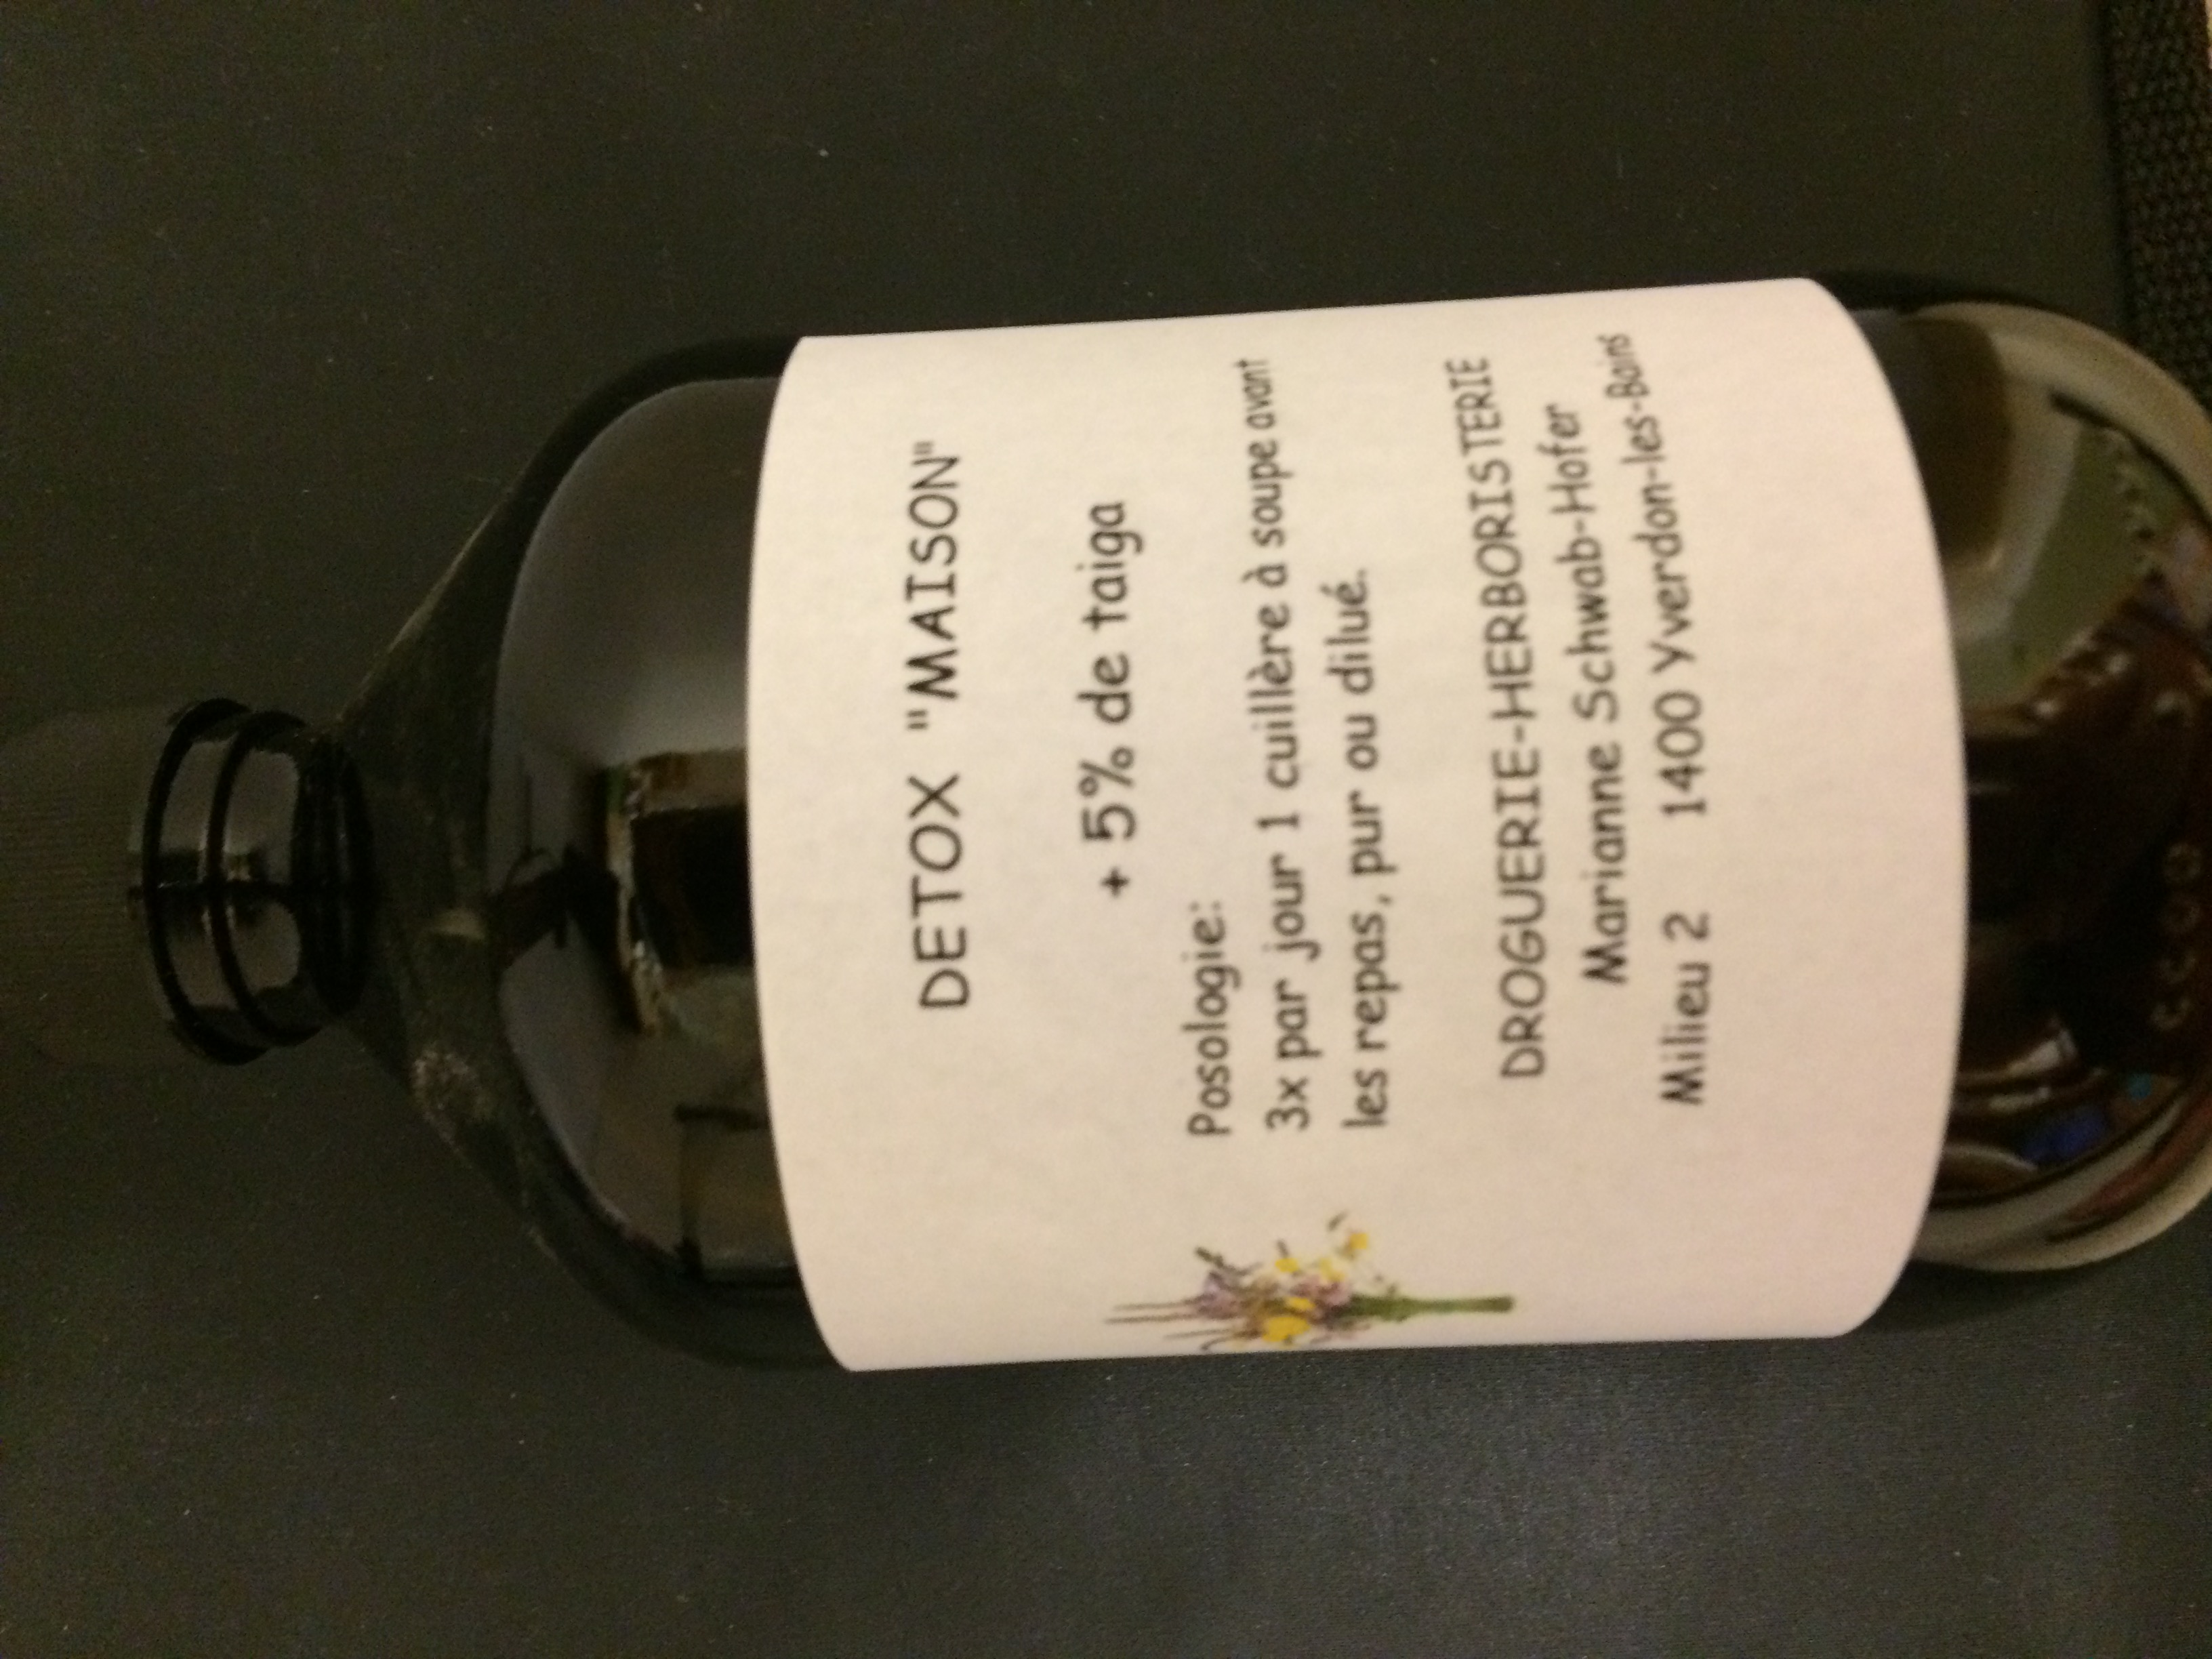 DETOX "MAISON"
+ 5% de taiga
Posologie:
3x par jour 1 cuillère à soupe avant
les repas, pur ou dilué.
DROGUERIE-HERBORISTERIE
Marianne Schwab-Hofer
Milieu 2 1400 Yverdon-les-Bains